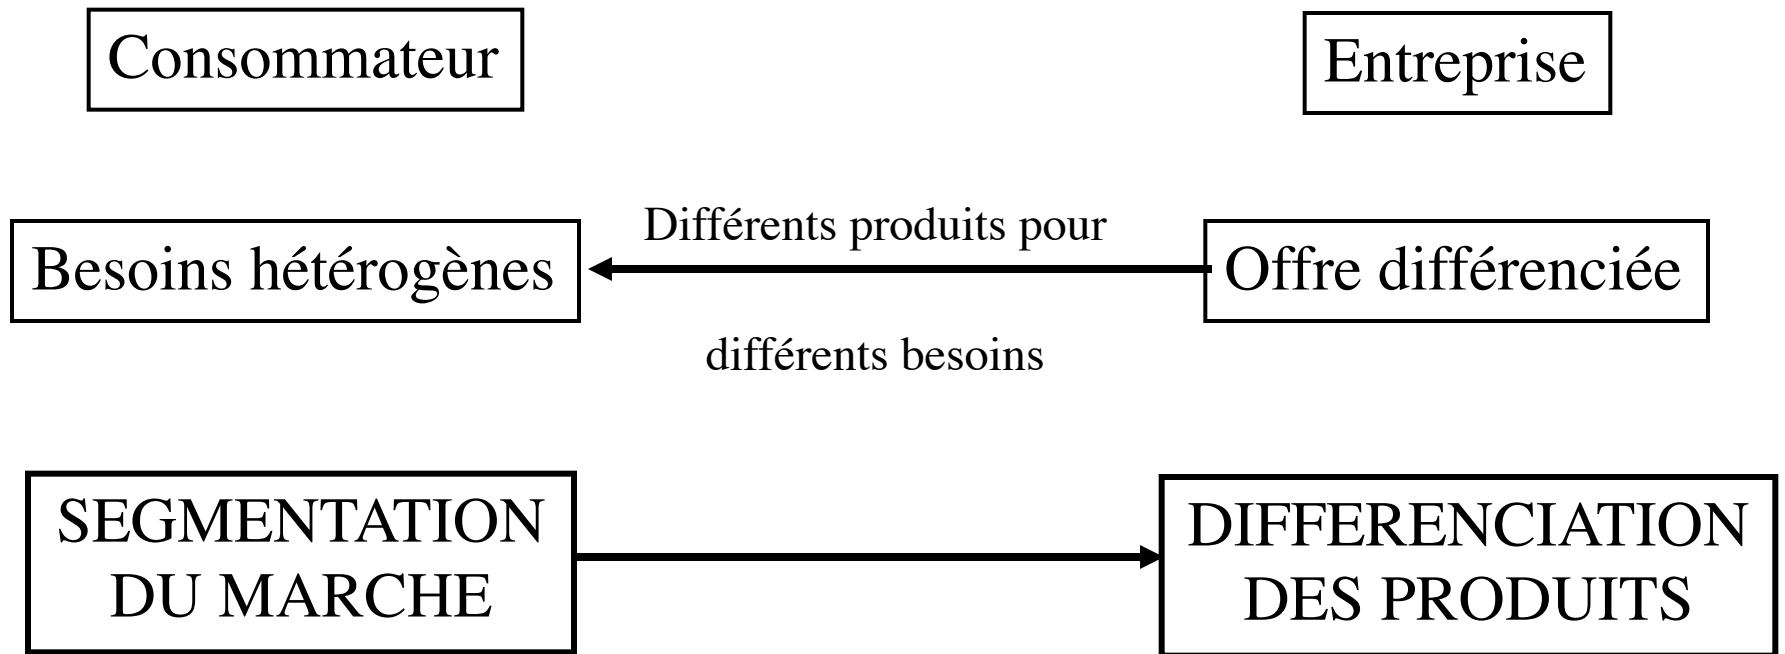 Consommateur
Entreprise
Différents produits pour
Besoins hétérogènes
Offre différenciée
différents besoins
SEGMENTATION
DU MARCHE
DIFFERENCIATION
DES PRODUITS